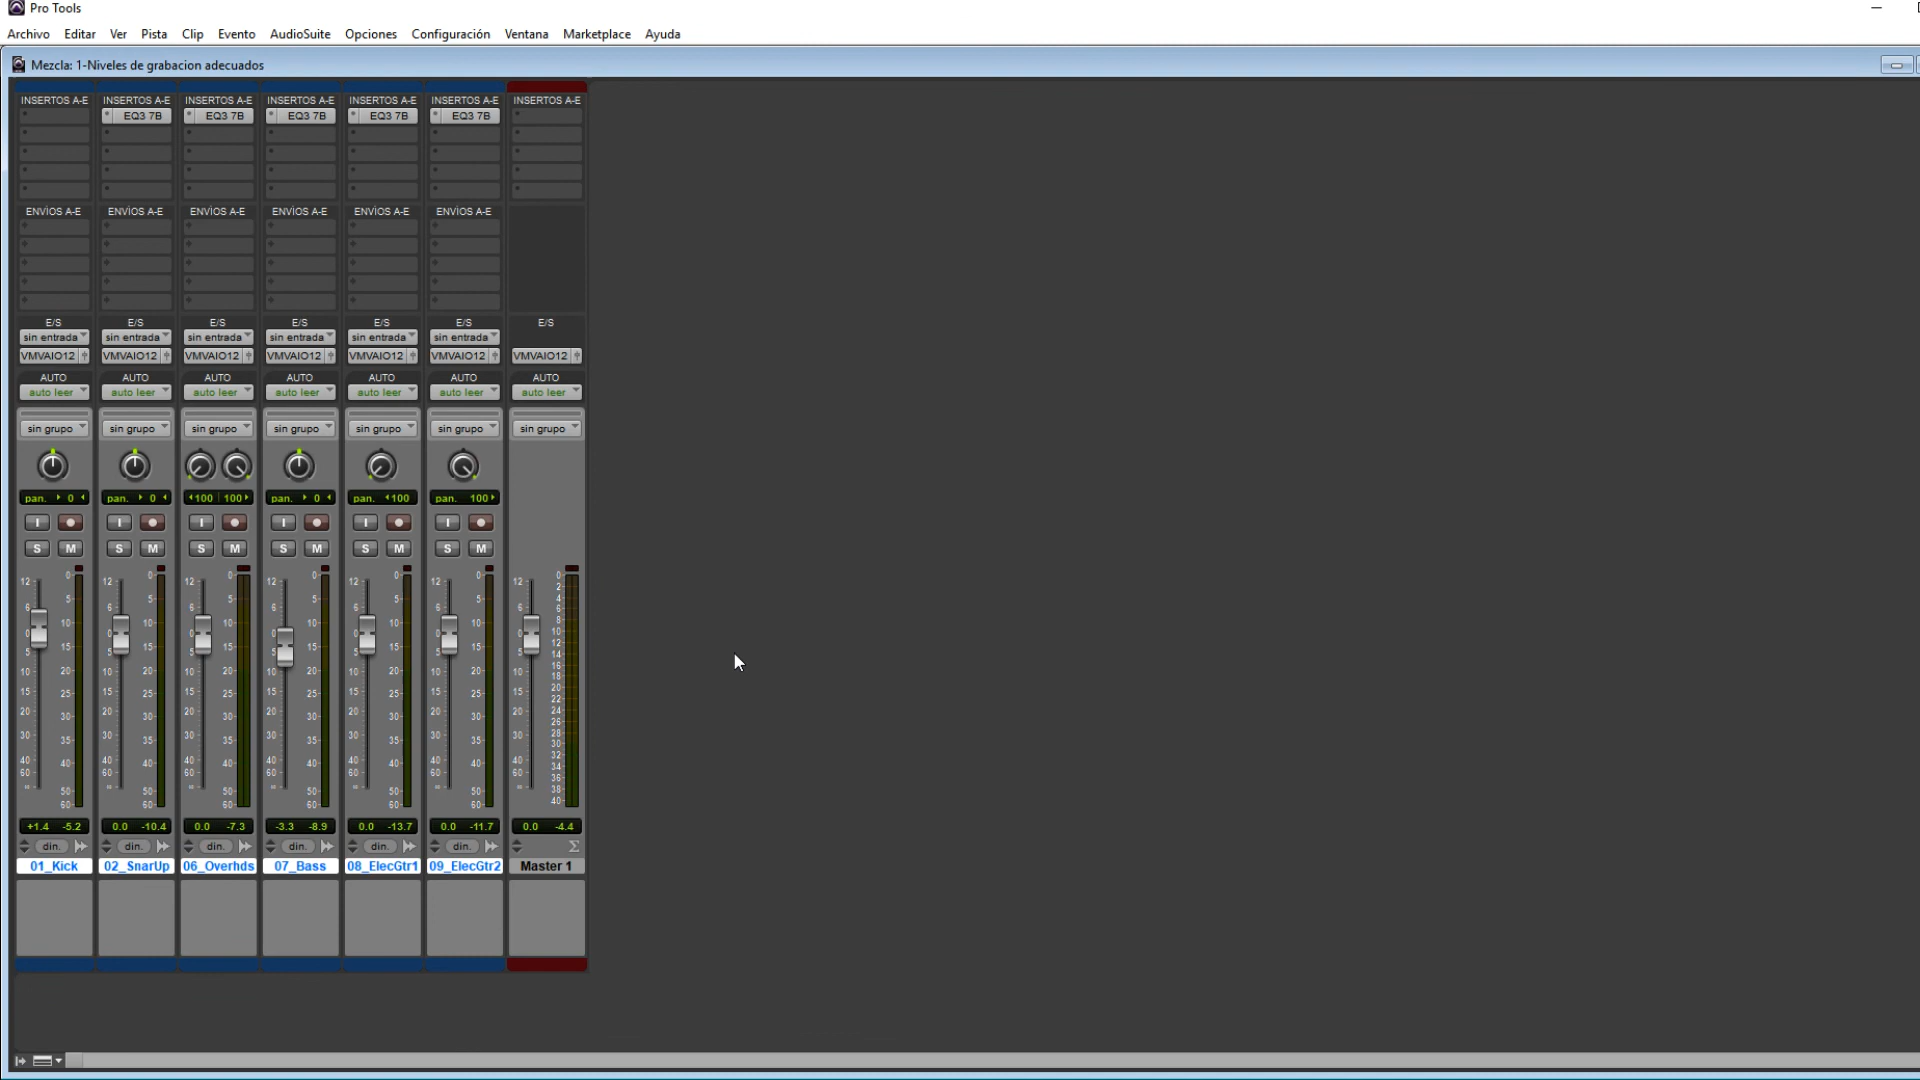 Pro Tools
Archivo Editar Ver Pista Clip Evento AudioSuite Opciones Configuración Ventana Marketplace Ayuda
Mezcla: 1-Niveles de grabacion adecuados
INSERTOS A-E INSERTOS A-E INSERTOS A-E INSERTOS A-E INSERTOS A-E INSERTOS A-E INSERTOS A-E
EQ3 7B EQ3 7B EQ3 7B EQ3 7B EQ3 7B
ENVÍOS A-E ENVÍOS A-E ENVÍOS A-E ENVÍOS A-E ENVÍOS A-E ENVÍOS A-E
E/S E/S E/S E/S E/S E/S E/S
sin entrada sin entrada sin entrada sin entrada sin entrada sin entrada
VMVAIO12 VMVAIO12 VMVAIO12 VMVAIO12 VMVAIO12 VMVAIO12 VMVAIO12
AUTO AUTO AUTO AUTO AUTO AUTO AUTO
auto leer auto leer auto leer auto leer auto leer auto leer auto leer
sin grupo sin grupo sin grupo sin grupo sin grupo sin grupo sin grupo
pan. 0 pan. 0 100 100 pan. 0 pan. 100 pan. 100
I I I I I I
S M S M S M S M S M S M
+1.4 -5.2 0.0 -10.4 0.0 -7.3 -3.3 -8.9 0.0 -13.7 0.0 -11.7 0.0 -4.4
din. din. din. din. din. din. Σ
01_Kick 02_SnarUp 06_Overhds 07_Bass 08_ElecGtr1 09_ElecGtr2 Master 1